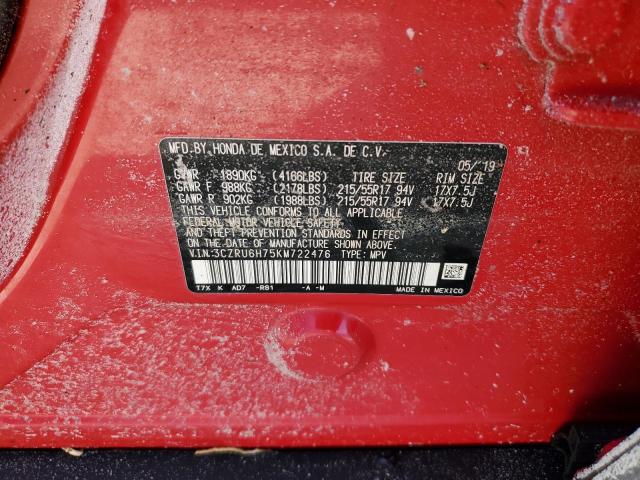 MFD.BY HONDA DE MEXICO S.A. DE C.V. 05/19
GVWR 1890KG (4166LBS) TIRE SIZE RIM SIZE
GAWR F 988KG (2178LBS) 215/55R17 94V 17X7.5J
GAWR R 902KG (1988LBS) 215/55R17 94V 17X7.5J
THIS VEHICLE CONFORMS TO ALL APPLICABLE
FEDERAL MOTOR VEHICLE SAFETY AND THEFT
PREVENTION STANDARDS IN EFFECT
ON THE DATE OF MANUFACTURE SHOWN ABOVE.
V.I.N:3CZRU6H75KM722476 TYPE: MPV
T7X K AD7 -R81 -A -M MADE IN MEXICO